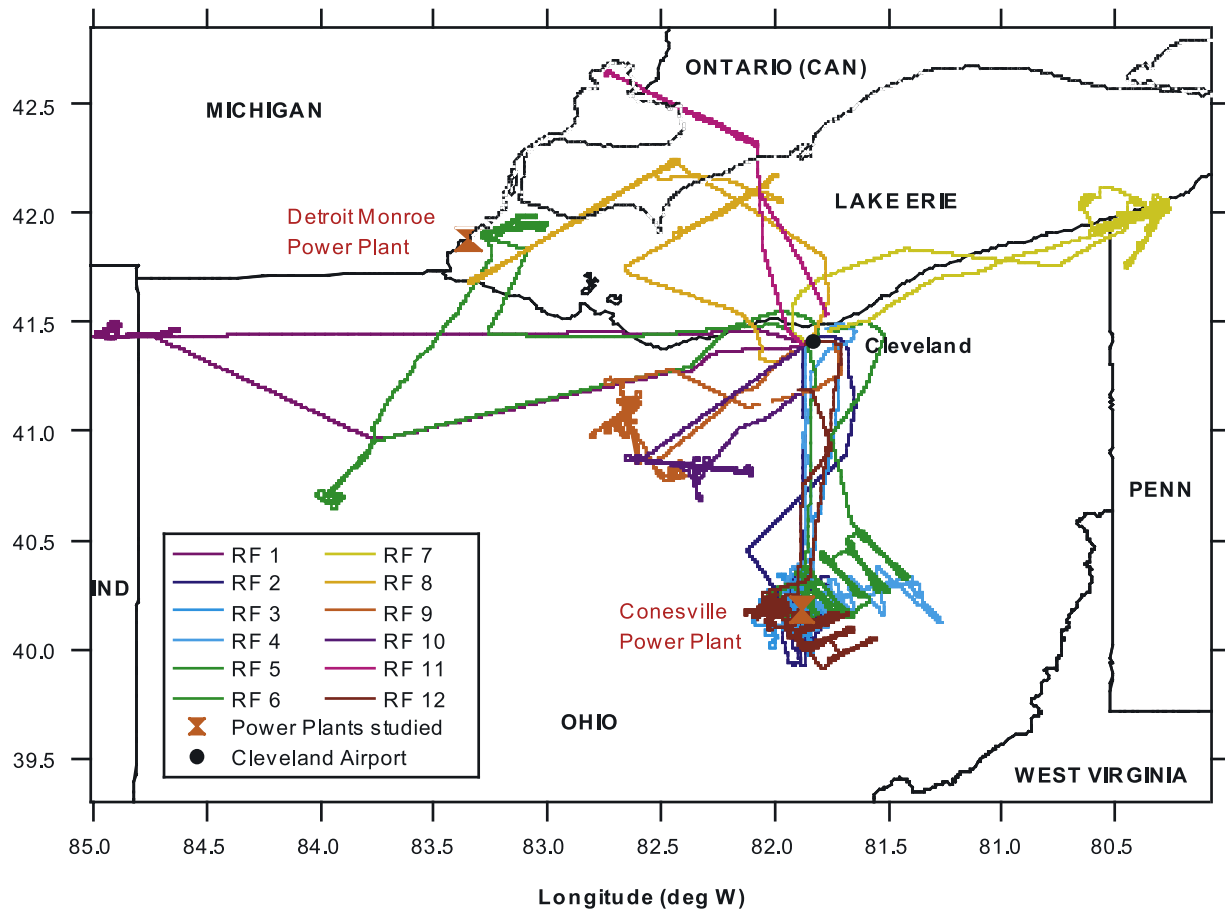 ONTARIO (CAN)
MICHIGAN
42.5
LAKE ERIE
42.0
Detroit Monroe
Power Plant
41.5
Cleveland
41.0
PENN
40.5
RF 1
RF 7
IND
RF 2
RF 8
RF 3
RF 9
Conesville
Power Plant
RF 4
RF 10
40.0
RF 5
RF 11
RF 6
RF 12
Power Plants studied
OHIO
39.5
Cleveland Airport
WEST VIRGINIA
85.0 84.5 84.0 83.5 83.0 82.5 82.0 81.5 81.0 80.5
Longitude (deg W)